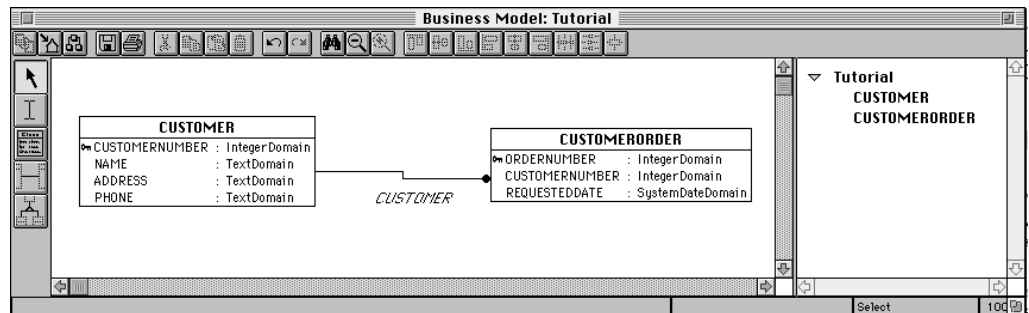 Business Model: Tutorial
CUSTOMER
CUSTOMERNUMBER : IntegerDomain
NAME : TextDomain
ADDRESS : TextDomain
PHONE : TextDomain
CUSTOMER
CUSTOMERORDER
ORDERNUMBER : IntegerDomain
CUSTOMERNUMBER : IntegerDomain
REQUESTEDDATE : SystemDateDomain
Tutorial
CUSTOMER
CUSTOMERORDER
Select
100